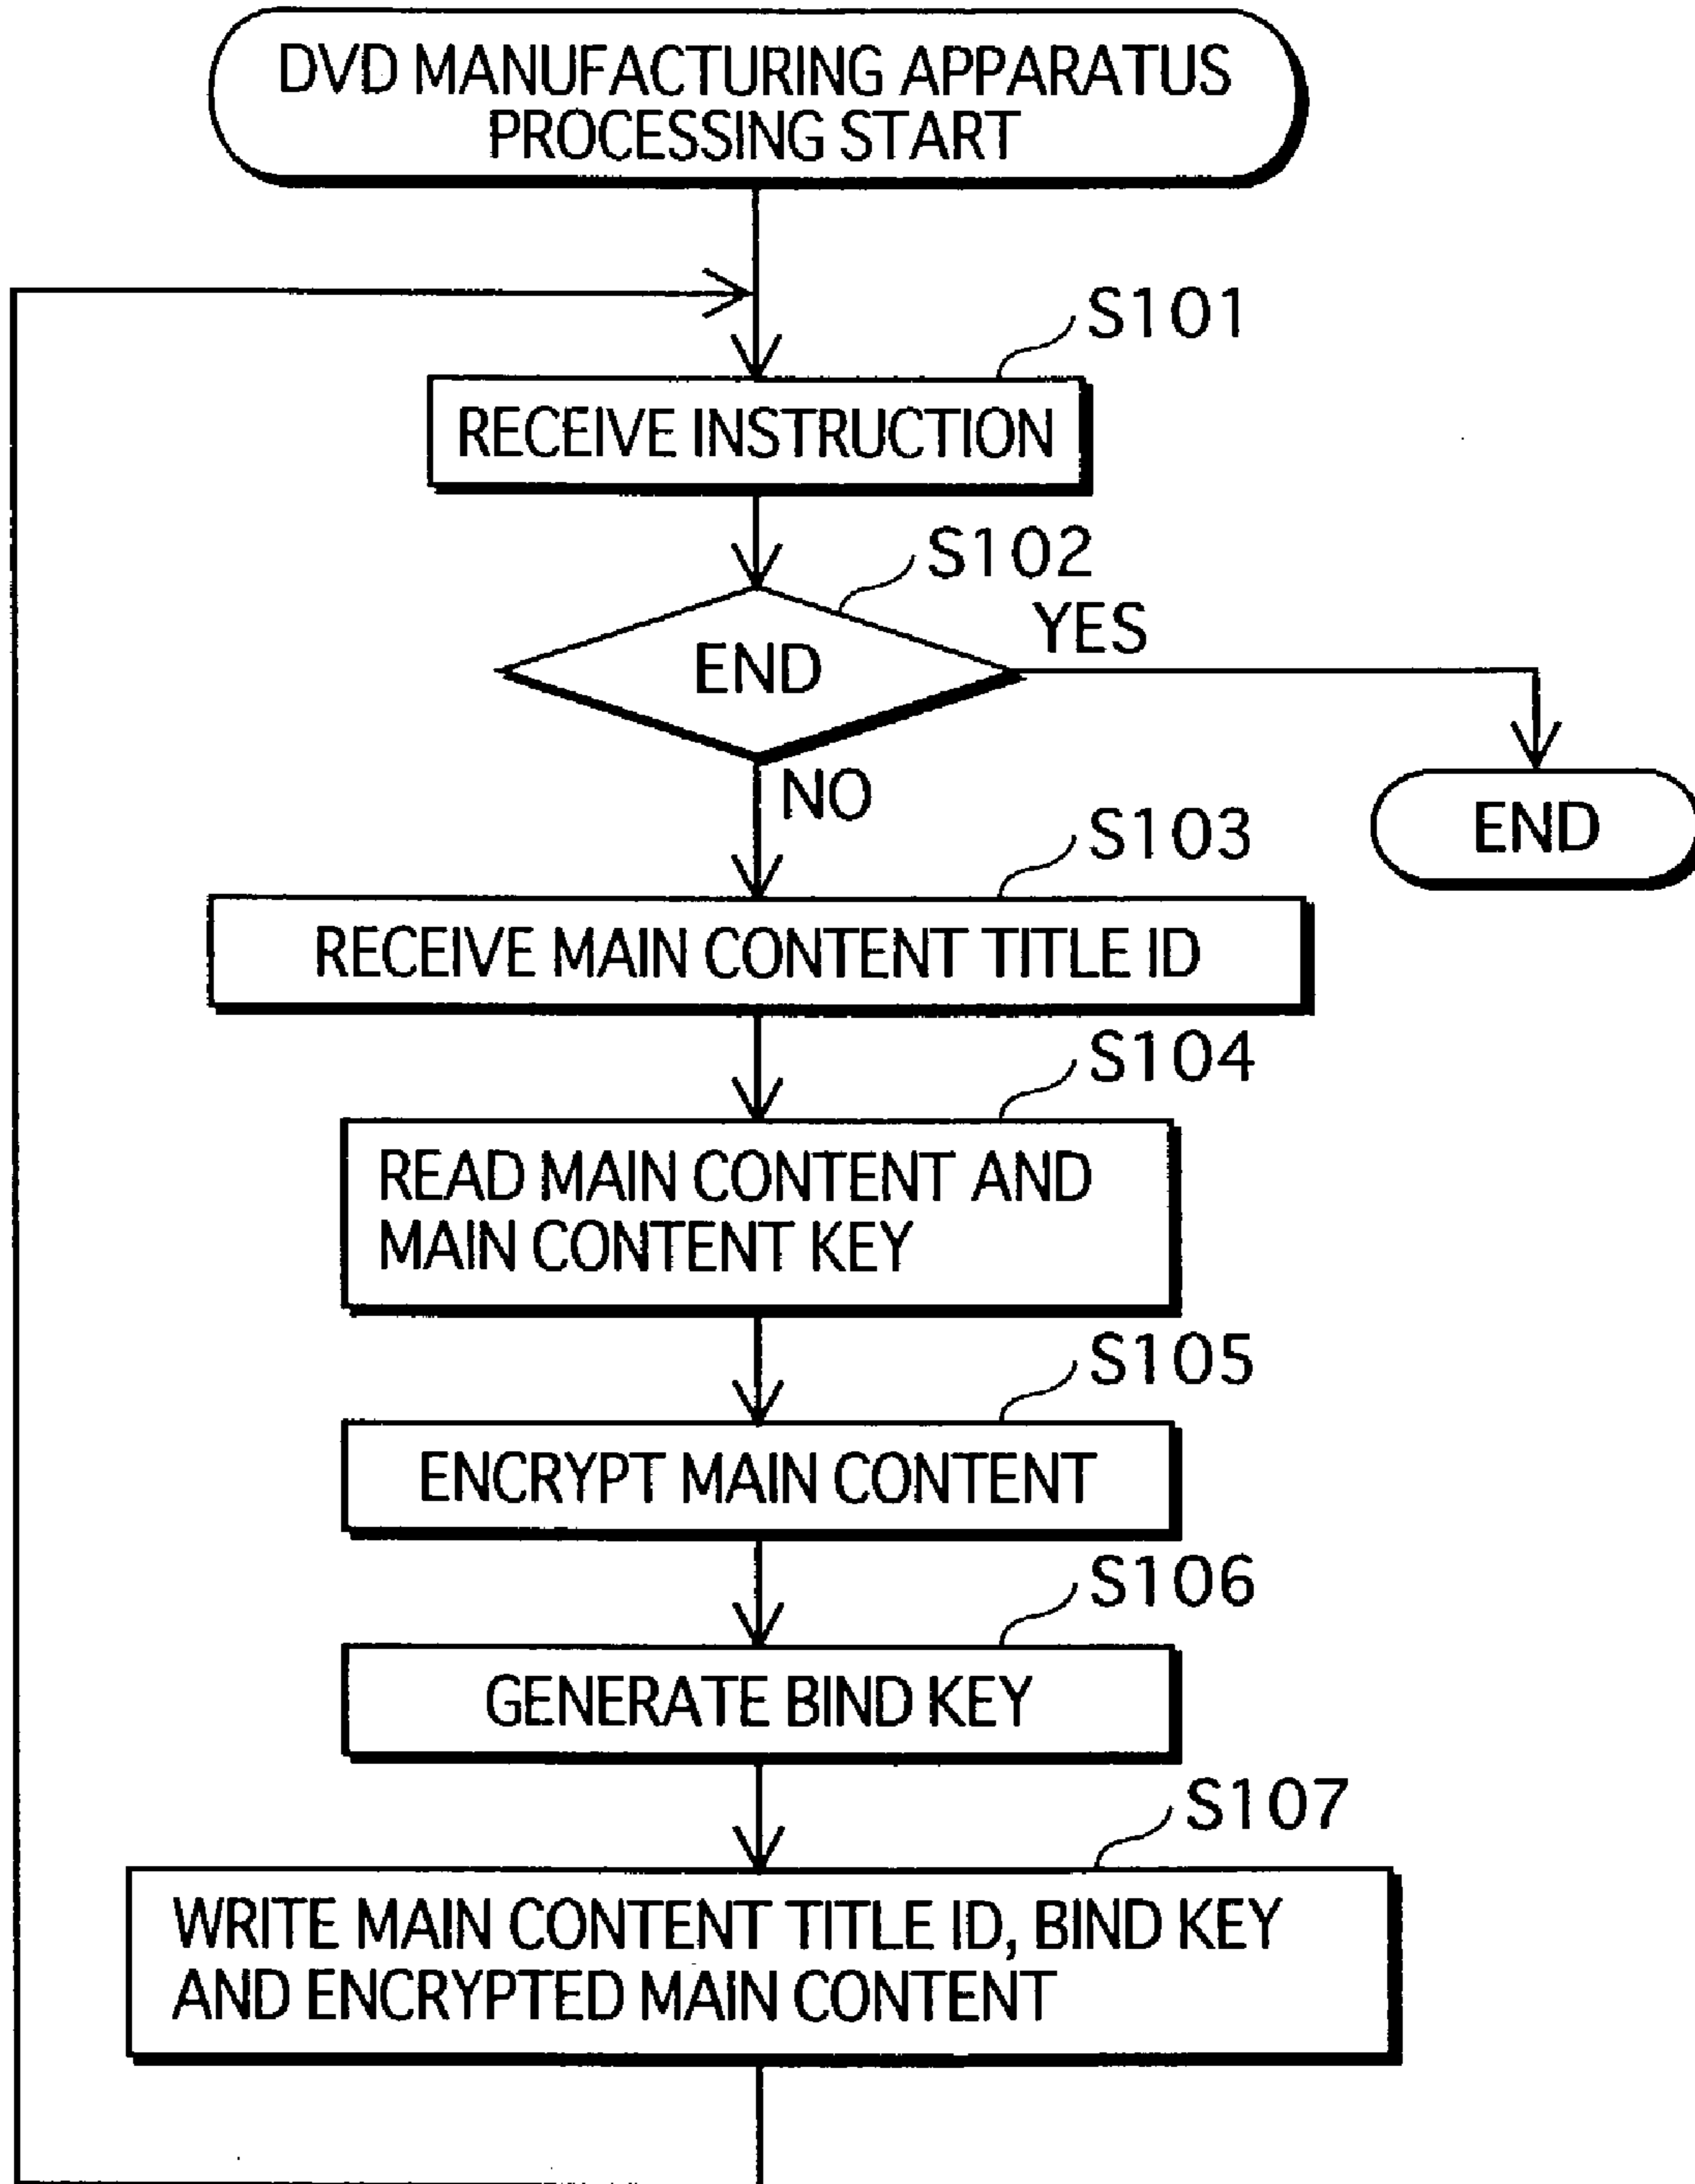 DVD MANUFACTURING APPARATUS
PROCESSING START
S101
RECEIVE INSTRUCTION
S102
END
YES
NO
END
S103
RECEIVE MAIN CONTENT TITLE ID
S104
READ MAIN CONTENT AND
MAIN CONTENT KEY
S105
ENCRYPT MAIN CONTENT
S106
GENERATE BIND KEY
S107
WRITE MAIN CONTENT TITLE ID, BIND KEY
AND ENCRYPTED MAIN CONTENT